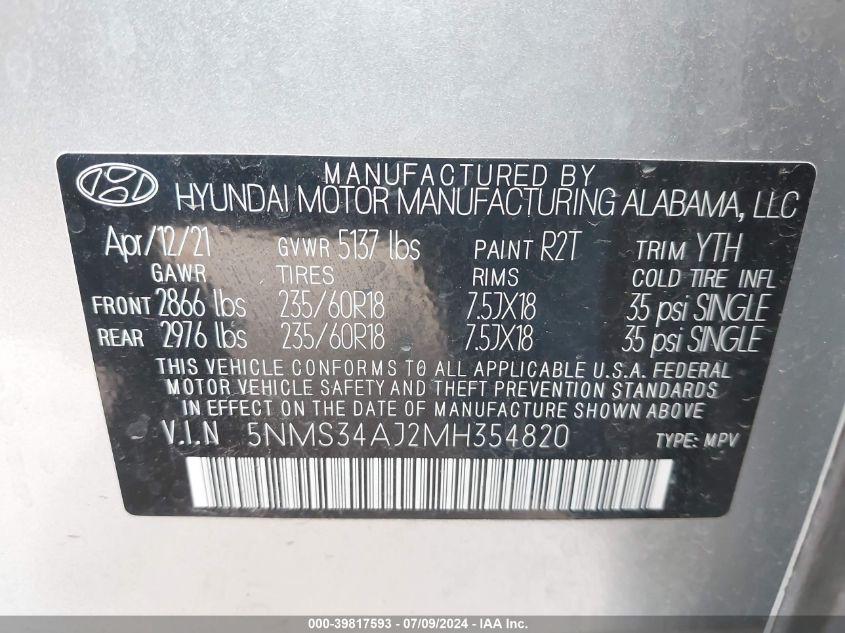 MANUFACTURED BY
HYUNDAI MOTOR MANUFACTURING ALABAMA, LLC
Apr/12/21 GVWR 5137 lbs PAINT R2T TRIM YTH
GAWR TIRES RIMS COLD TIRE INFL
FRONT 2866 lbs 235/60R18 7.5JX18 35 psi SINGLE
REAR 2976 lbs 235/60R18 7.5JX18 35 psi SINGLE
THIS VEHICLE CONFORMS TO ALL APPLICABLE U.S.A. FEDERAL
MOTOR VEHICLE SAFETY AND THEFT PREVENTION STANDARDS
IN EFFECT ON THE DATE OF MANUFACTURE SHOWN ABOVE.
V.I.N 5NMS34AJ2MH354820 TYPE: MPV
000-39817593 - 07/09/2024 - IAA Inc.